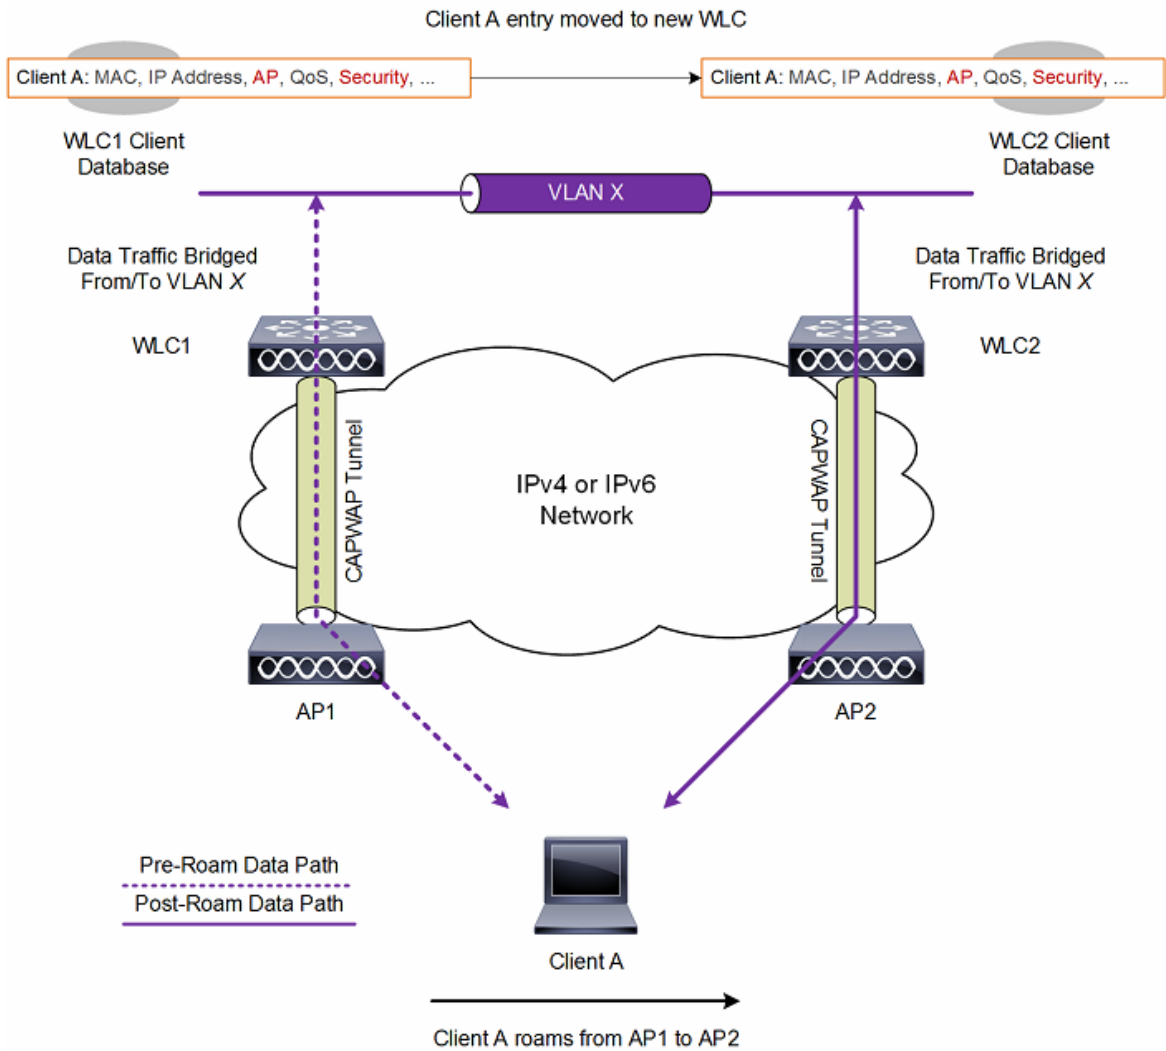 Client A entry moved to new WLC
Client A: MAC, IP Address, AP, QoS, Security, ...
Client A: MAC, IP Address, AP, QoS, Security, ...
WLC1 Client
Database
WLC2 Client
Database
VLAN X
Data Traffic Bridged
From/To VLAN X
Data Traffic Bridged
From/To VLAN X
WLC1
WLC2
CAPWAP Tunnel
IPv4 or IPv6
Network
CAPWAP Tunnel
AP1
AP2
Pre-Roam Data Path
Post-Roam Data Path
Client A
Client A roams from AP1 to AP2